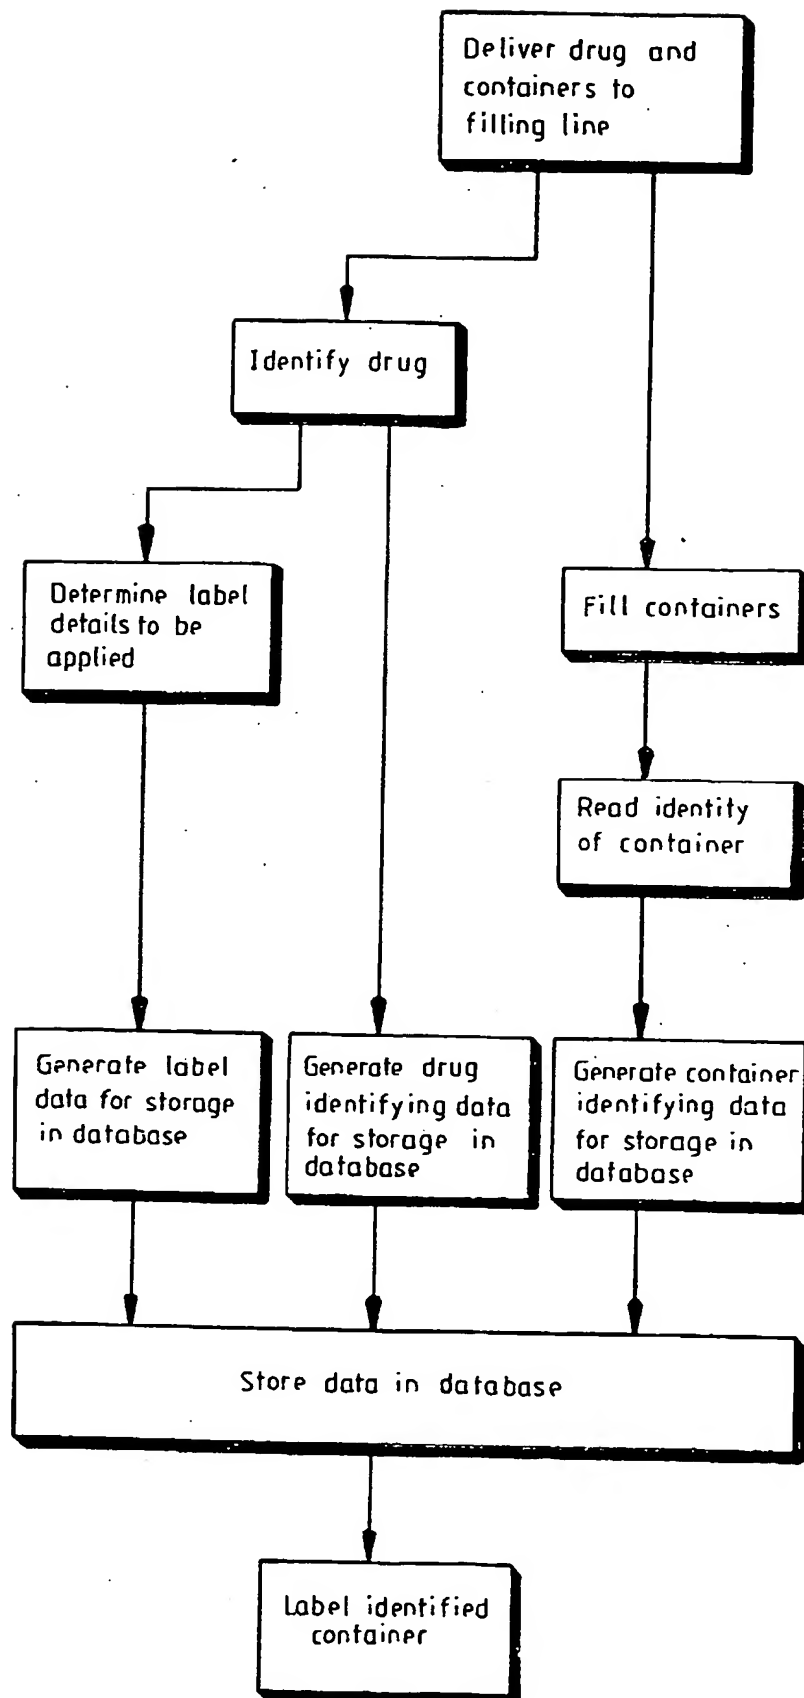 Deliver drug and
containers to
filling line
Identify drug
Determine label
details to be
applied
Fill containers
Read identity
of container
Generate label
data for storage
in database
Generate drug
identifying data
for storage in
database
Generate container
identifying data
for storage in
database
Store data in database
Label identified
container